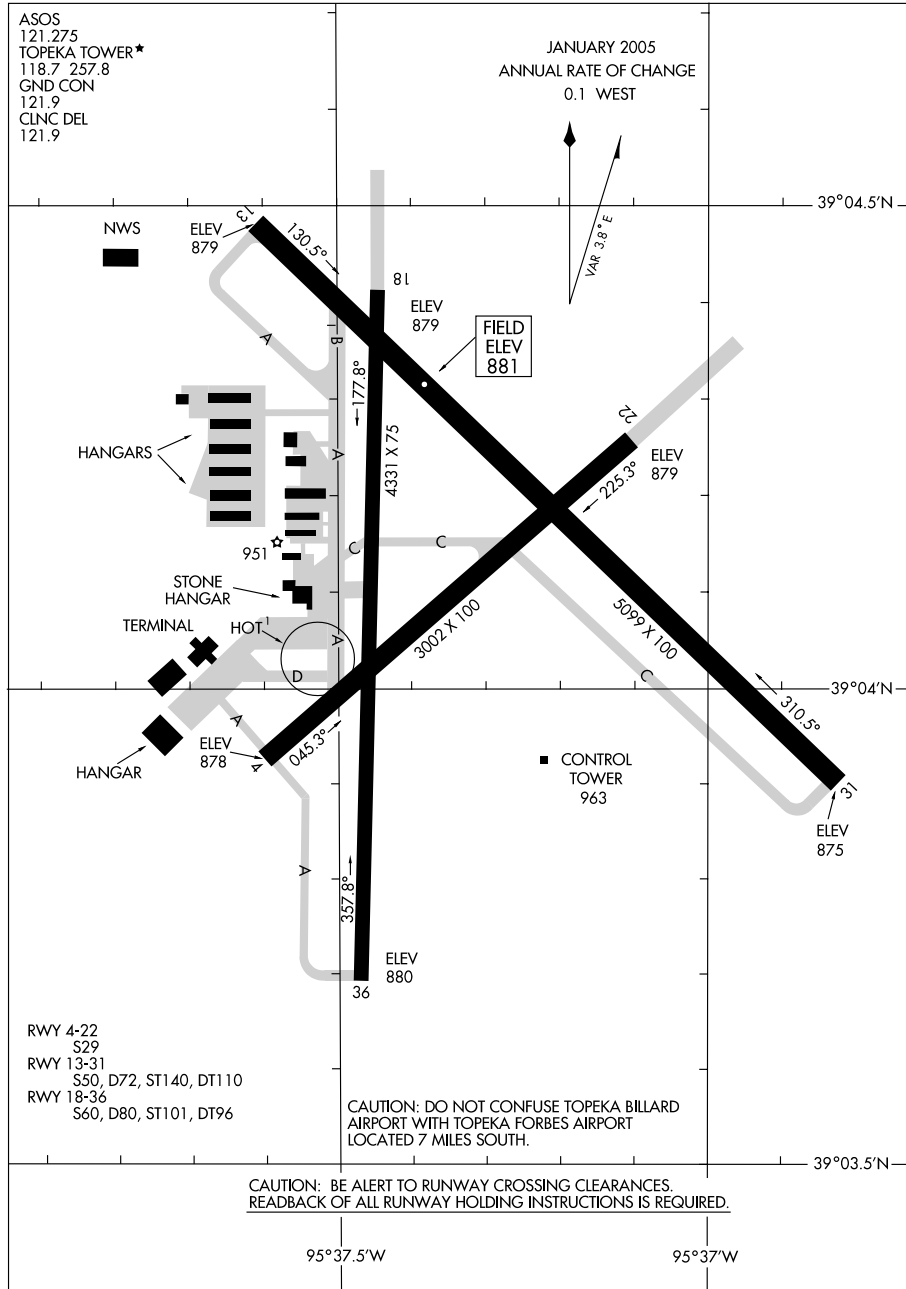 ASOS
121.275
TOPEKA TOWER★
118.7 257.8
GND CON
121.9
CLNC DEL
121.9
JANUARY 2005
ANNUAL RATE OF CHANGE
0.1 WEST
VAR 3.8° E
39°04.5'N
NWS
ELEV
879
13
130.5°
18
ELEV
879
FIELD
ELEV
881
A
B
177.8°
4331 X 75
22
ELEV
879
225.3°
HANGARS
A
951
C
C
STONE
HANGAR
TERMINAL
HOT1
A
D
3002 X 100
5099 X 100
C
39°04'N
310.5°
A
HANGAR
ELEV
878
4
045.3°
CONTROL
TOWER
963
31
ELEV
875
A
357.8°
ELEV
880
36
RWY 4-22
S29
RWY 13-31
S50, D72, ST140, DT110
RWY 18-36
S60, D80, ST101, DT96
CAUTION: DO NOT CONFUSE TOPEKA BILLARD
AIRPORT WITH TOPEKA FORBES AIRPORT
LOCATED 7 MILES SOUTH.
39°03.5'N
CAUTION: BE ALERT TO RUNWAY CROSSING CLEARANCES.
READBACK OF ALL RUNWAY HOLDING INSTRUCTIONS IS REQUIRED.
95°37.5'W
95°37'W